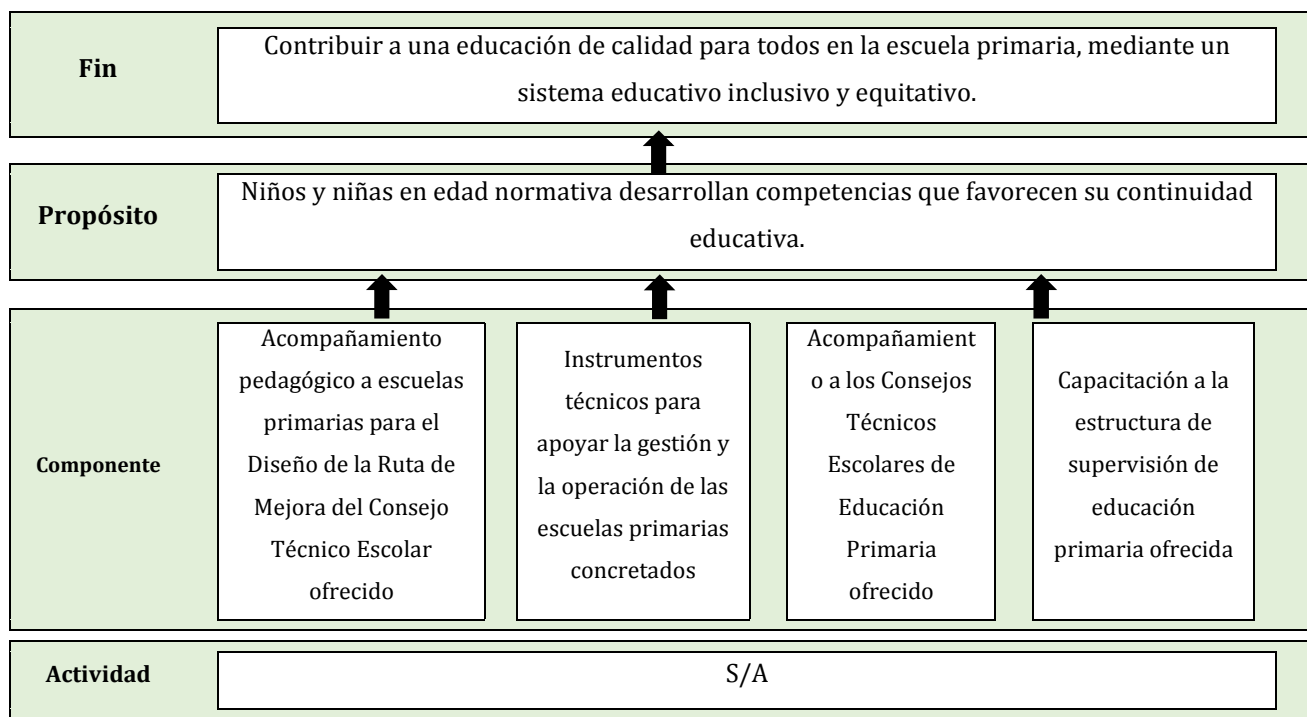 Fin
Contribuir a una educación de calidad para todos en la escuela primaria, mediante un
sistema educativo inclusivo y equitativo.
Propósito
Niños y niñas en edad normativa desarrollan competencias que favorecen su continuidad
educativa.
Componente
Acompañamiento
pedagógico a escuelas
primarias para el
Diseño de la Ruta de
Mejora del Consejo
Técnico Escolar
ofrecido
Instrumentos
técnicos para
apoyar la gestión y
la operación de las
escuelas primarias
concretados
Acompañamient
o a los Consejos
Técnicos
Escolares de
Educación
Primaria
ofrecido
Capacitación a la
estructura de
supervisión de
educación
primaria ofrecida
Actividad
S/A